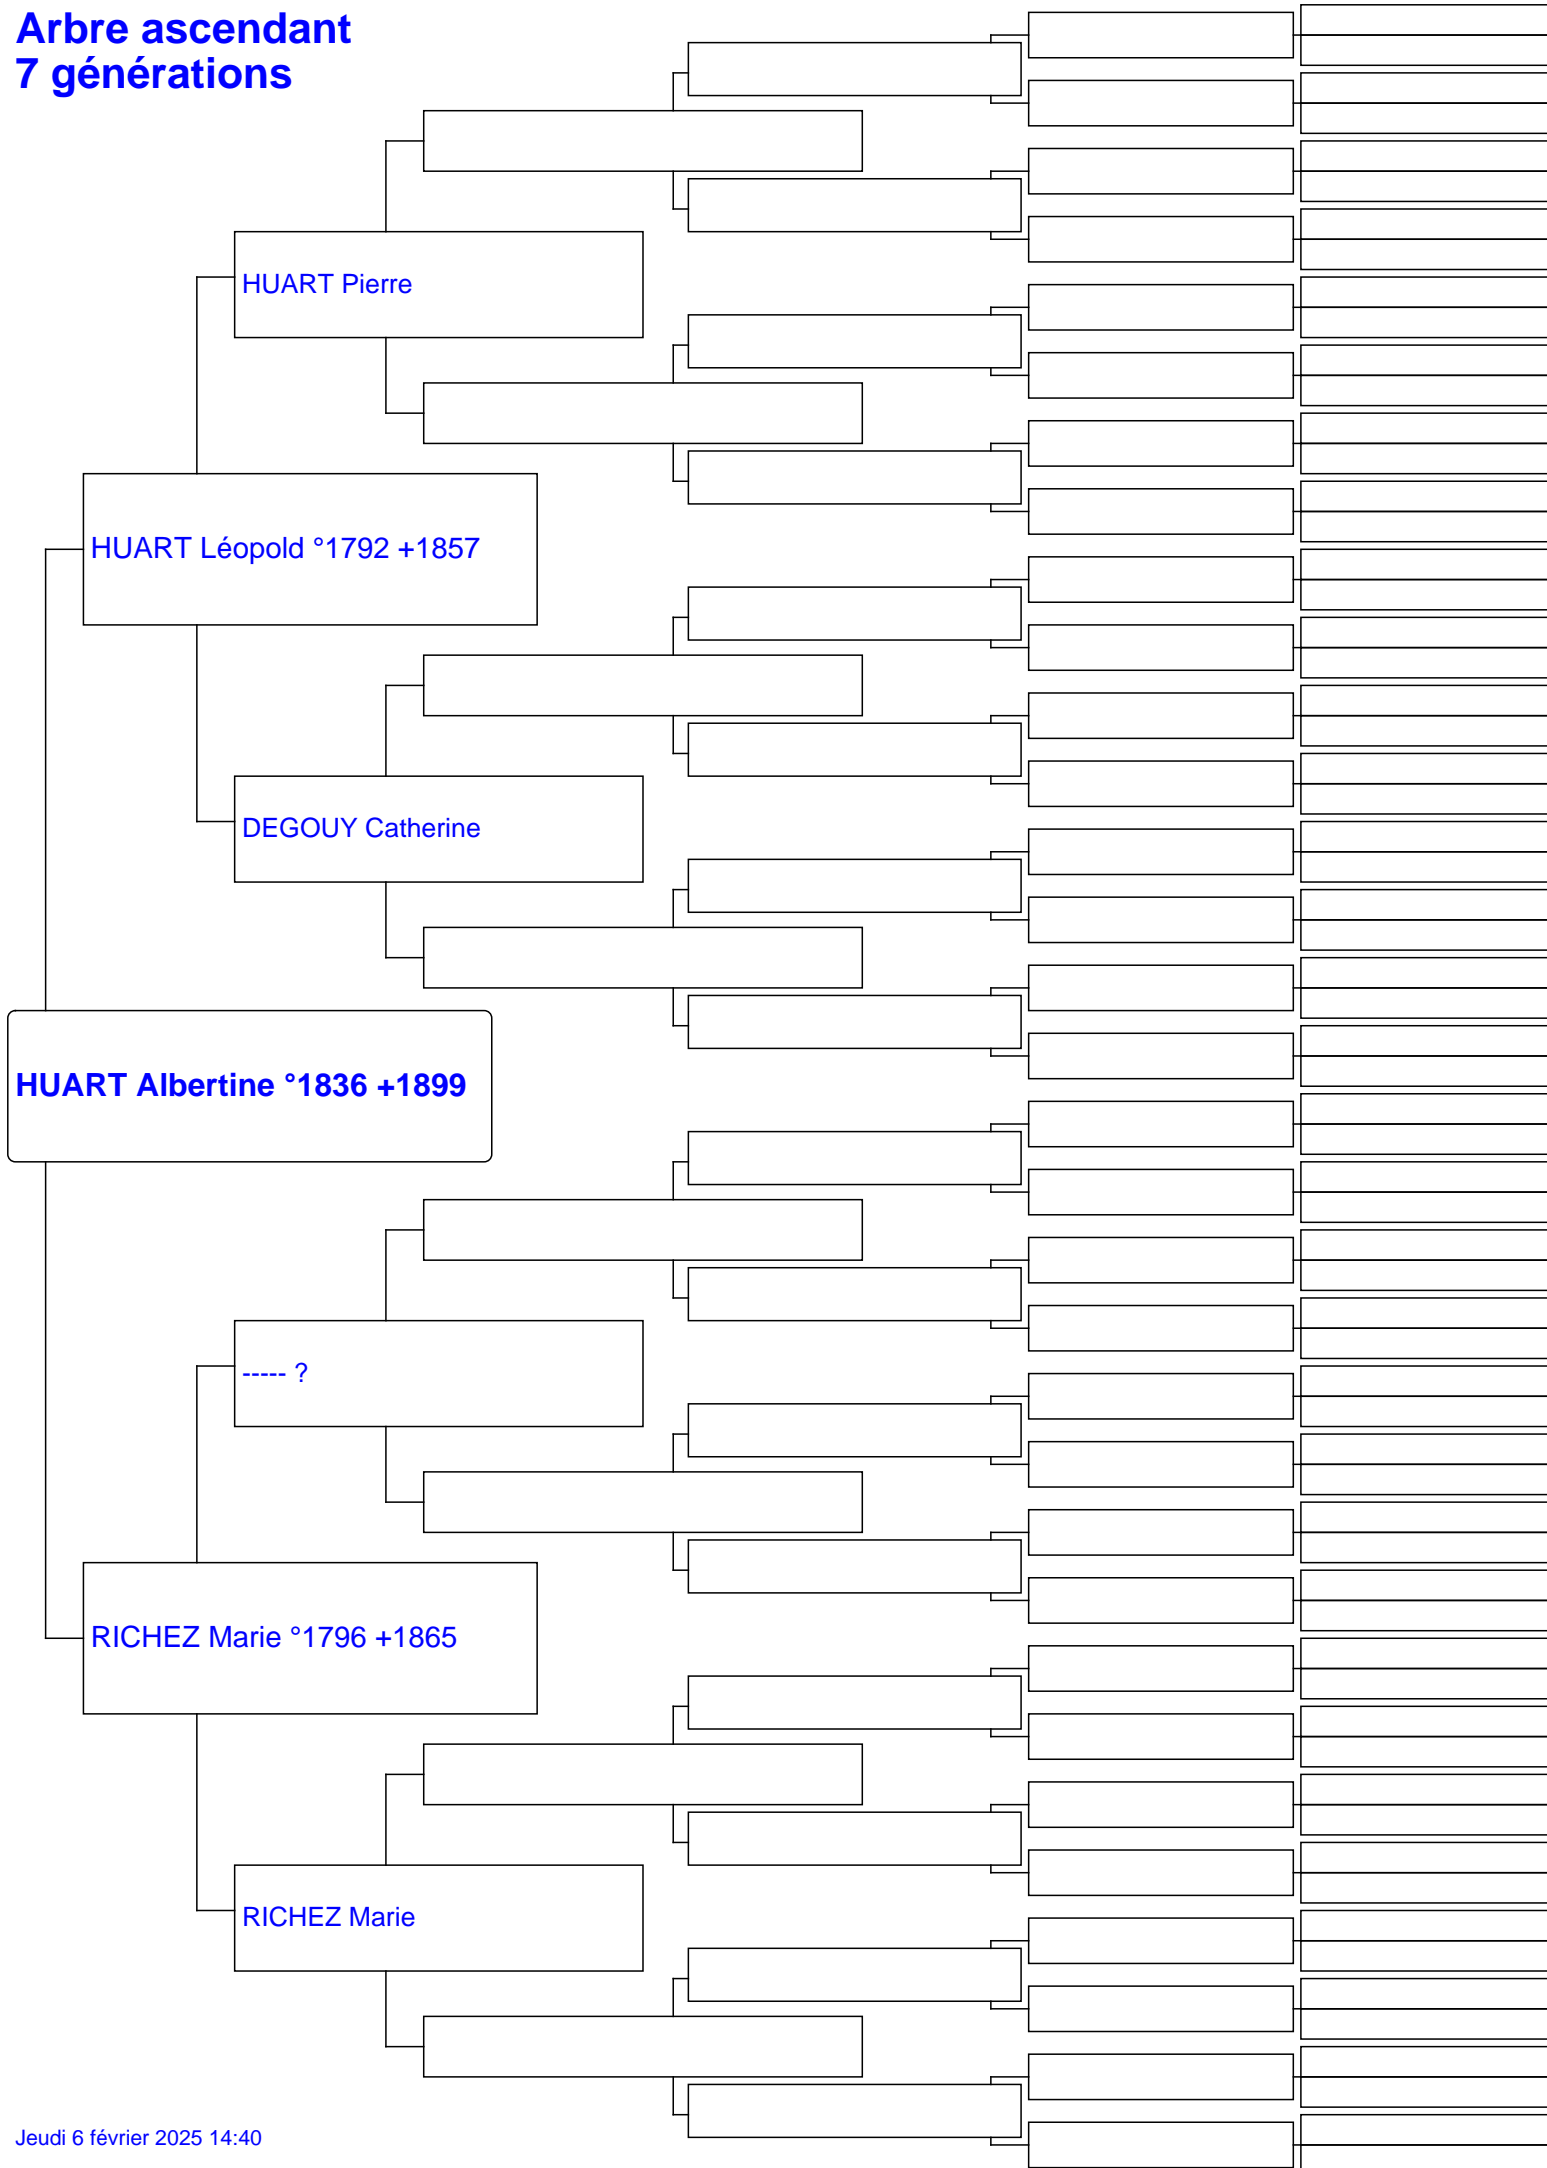 Arbre ascendant
7 générations
HUART Pierre
HUART Léopold °1792 +1857
DEGOUY Catherine
HUART Albertine °1836 +1899
----- ?
RICHEZ Marie °1796 +1865
RICHEZ Marie
Jeudi 6 février 2025 14:40